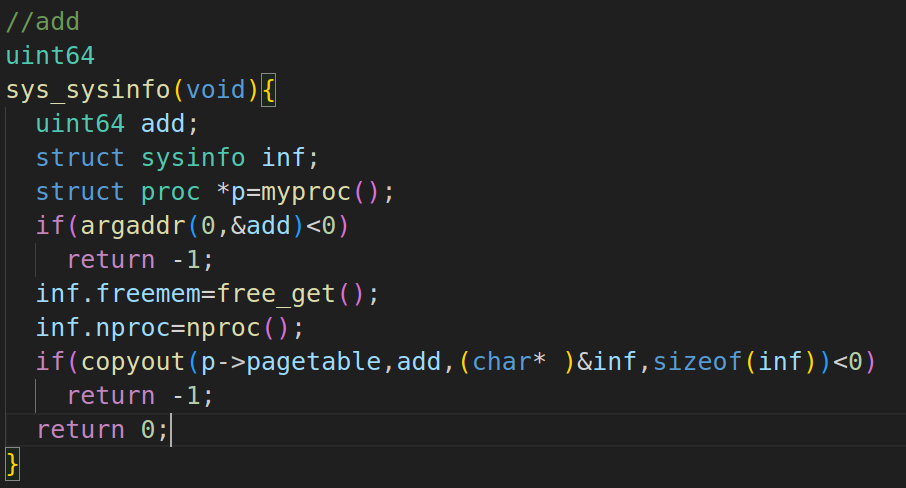 //add
uint64
sys_sysinfo(void){
  uint64 add;
  struct sysinfo inf;
  struct proc *p=myproc();
  if(argaddr(0,&add)<0)
    return -1;
  inf.freemem=free_get();
  inf.nproc=nproc();
  if(copyout(p->pagetable,add,(char* )&inf,sizeof(inf))<0)
    return -1;
  return 0;
}